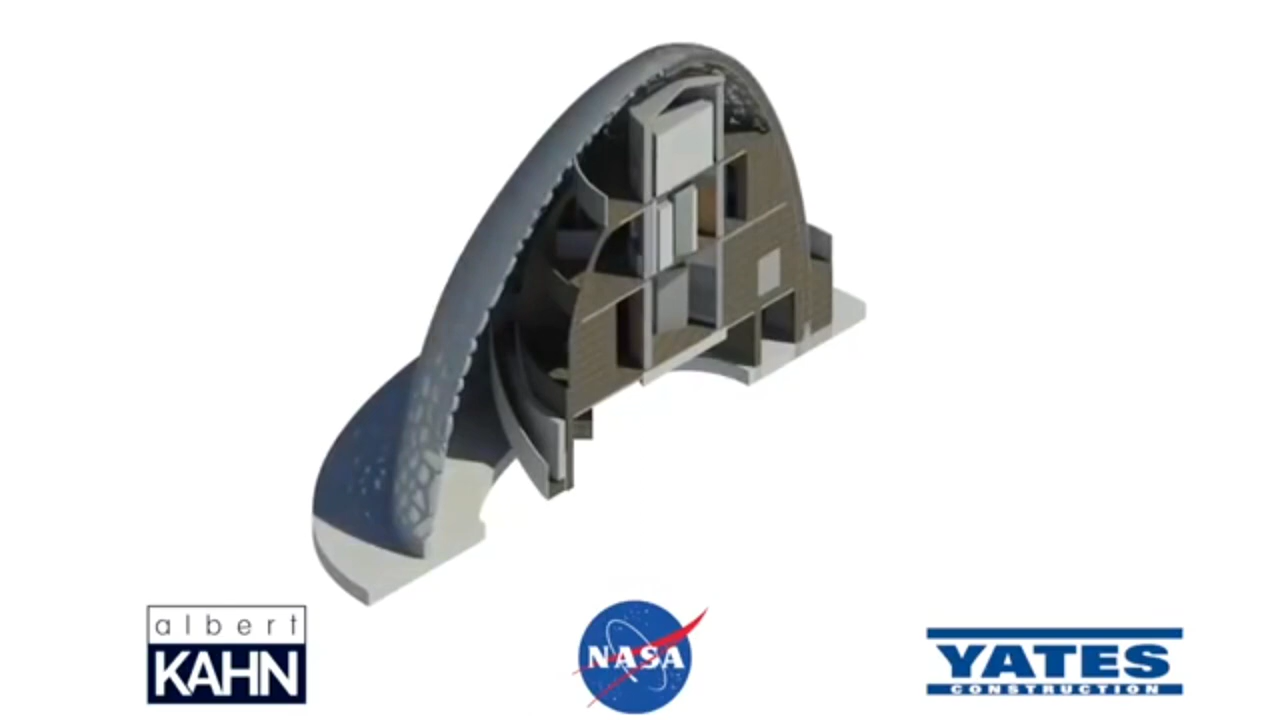 albert
KAHN
NASA
YATES
CONSTRUCTION